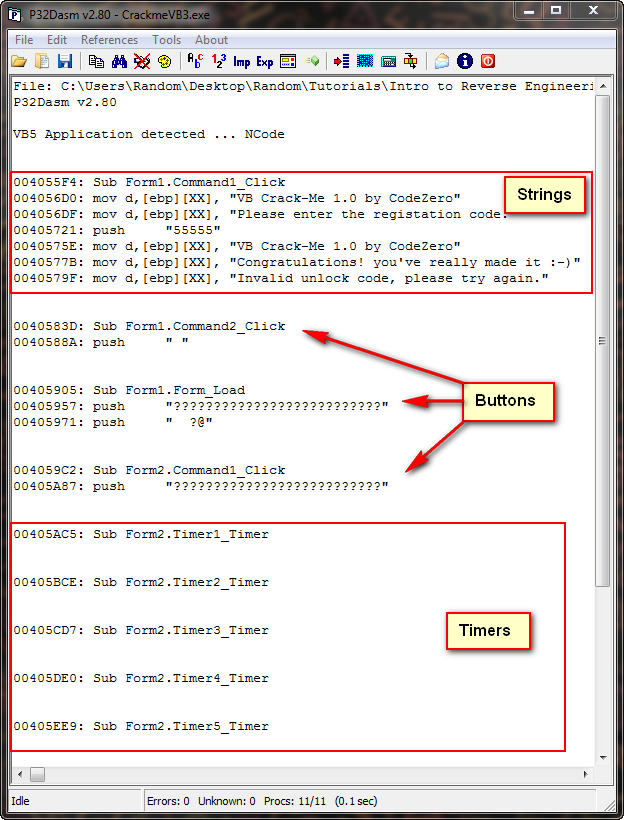 P32Dasm v2.80 - CrackmeVB3.exe
File Edit References Tools About
Imp Exp
File: C:\Users\Random\Desktop\Random\Tutorials\Intro to Reverse Engineeri
P32Dasm v2.80
VB5 Application detected ... NCode
004055F4: Sub Form1.Command1_Click
004056D0: mov d,[ebp][XX], "VB Crack-Me 1.0 by CodeZero"
Strings
004056DF: mov d,[ebp][XX], "Please enter the registation code:
00405721: push "55555"
0040575E: mov d,[ebp][XX], "VB Crack-Me 1.0 by CodeZero"
0040577B: mov d,[ebp][XX], "Congratulations! you've really made it :-)"
0040579F: mov d,[ebp][XX], "Invalid unlock code, please try again."
0040583D: Sub Form1.Command2_Click
0040588A: push " "
00405905: Sub Form1.Form_Load
Buttons
00405957: push "??????????????????????????"
00405971: push " ?@"
004059C2: Sub Form2.Command1_Click
00405A87: push "??????????????????????????"
00405AC5: Sub Form2.Timer1_Timer
00405BCE: Sub Form2.Timer2_Timer
00405CD7: Sub Form2.Timer3_Timer
Timers
00405DE0: Sub Form2.Timer4_Timer
00405EE9: Sub Form2.Timer5_Timer
Idle Errors: 0 Unknown: 0 Procs: 11/11 (0.1 sec)